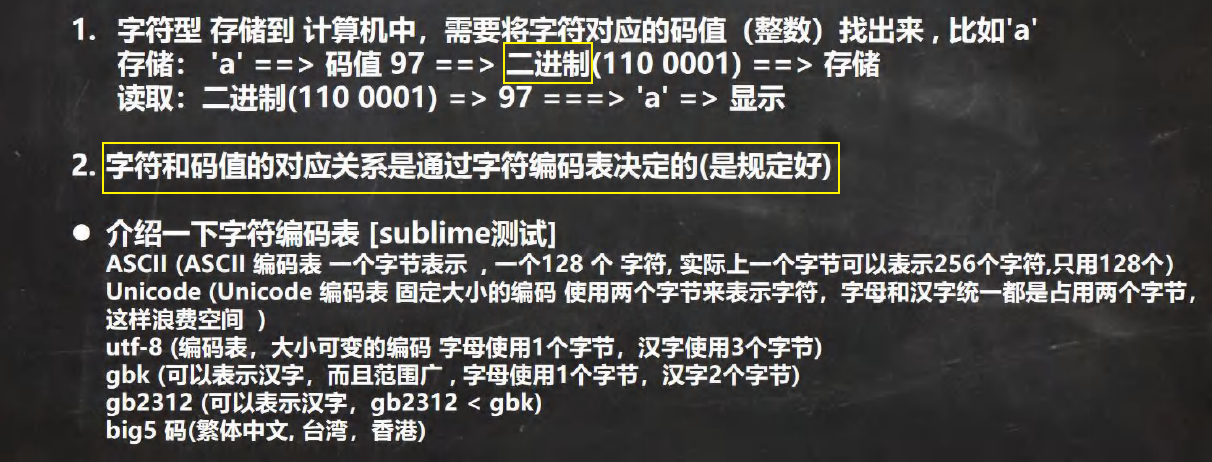 1. 字符型 存储到 计算机中，需要将字符对应的码值（整数）找出来 , 比如'a'
存储： 'a' ==> 码值 97 ==> 二进制(110 0001) ==> 存储
读取：二进制(110 0001) => 97 ===> 'a' => 显示
2. 字符和码值的对应关系是通过字符编码表决定的(是规定好)
● 介绍一下字符编码表 [sublime测试]
ASCII (ASCII 编码表 一个字节表示 , 一个128 个 字符, 实际上一个字节可以表示256个字符,只用128个)
Unicode (Unicode 编码表 固定大小的编码 使用两个字节来表示字符，字母和汉字统一都是占用两个字节，
这样浪费空间 )
utf-8 (编码表，大小可变的编码 字母使用1个字节，汉字使用3个字节)
gbk (可以表示汉字，而且范围广 , 字母使用1个字节，汉字2个字节)
gb2312 (可以表示汉字，gb2312 < gbk)
big5 码(繁体中文, 台湾，香港)